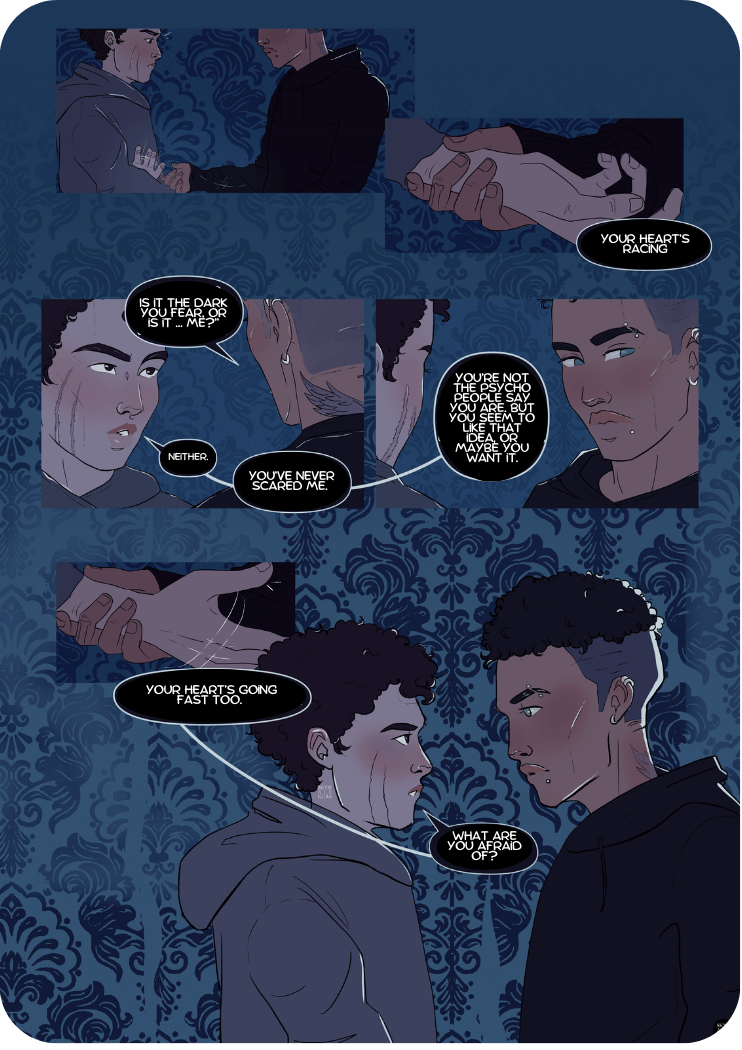 YOUR HEART'S
RACING
IS IT THE DARK
YOU FEAR, OR
IS IT ... ME?"
NEITHER.
YOU'VE NEVER
SCARED ME.
YOU'RE NOT
THE PSYCHO
PEOPLE SAY
YOU ARE, BUT
YOU SEEM TO
LIKE THAT
IDEA, OR
MAYBE YOU
WANT IT.
YOUR HEART'S GOING
FAST TOO.
WHAT ARE
YOU AFRAID
OF?